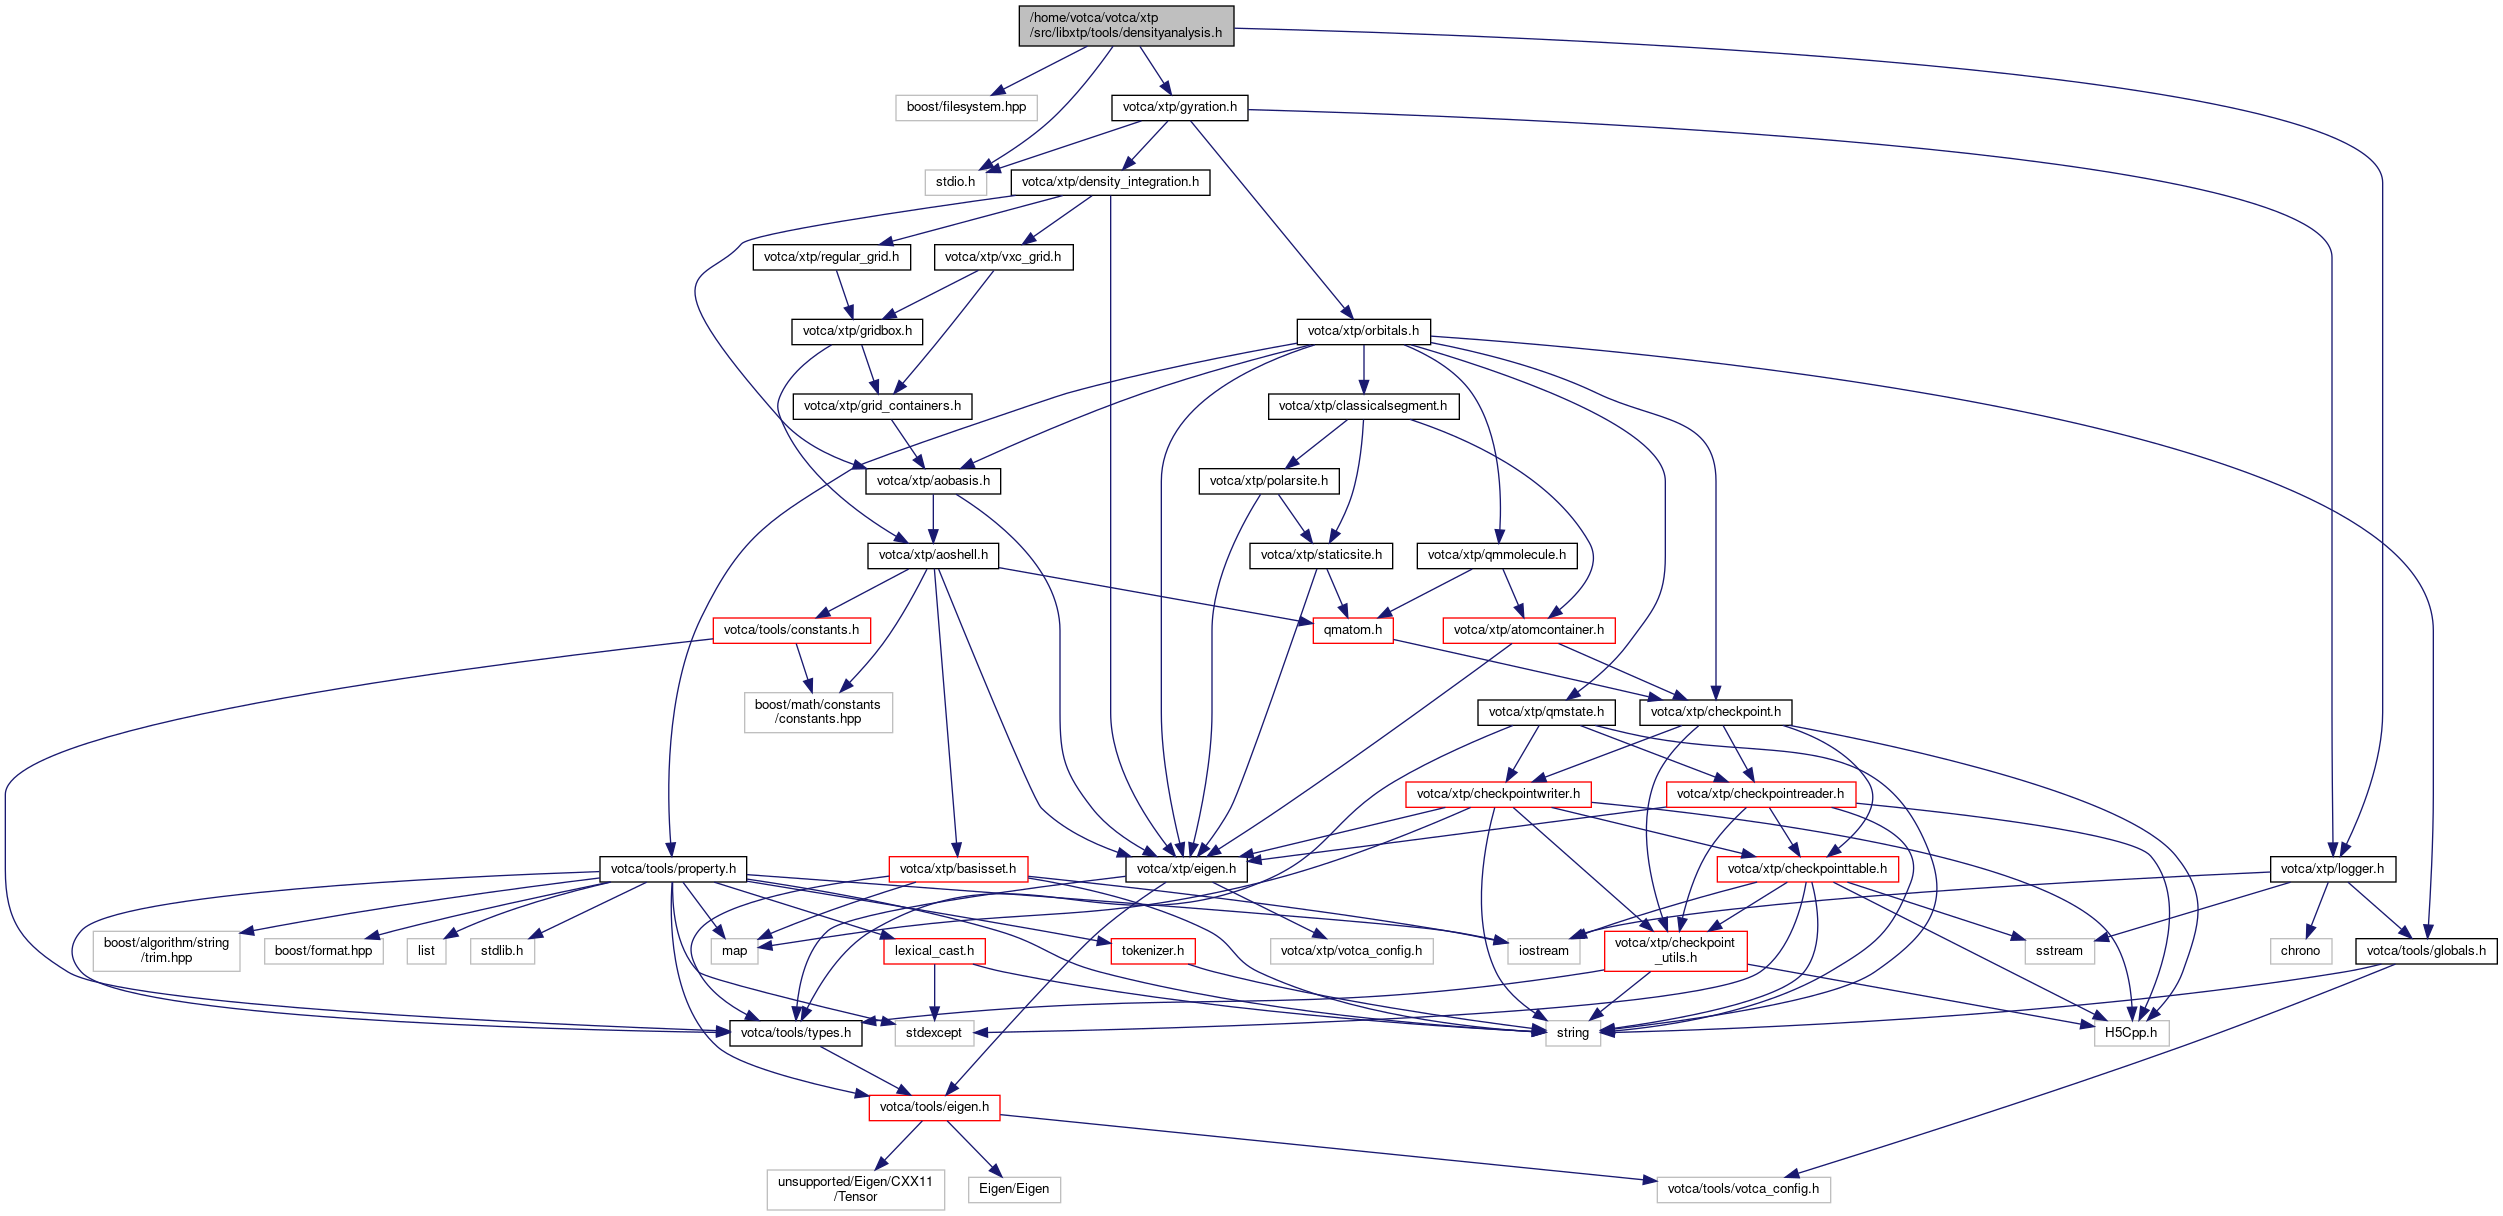 /home/votca/votca/xtp
/src/libxtp/tools/densityanalysis.h
boost/filesystem.hpp
votca/xtp/gyration.h
stdio.h
votca/xtp/density_integration.h
votca/xtp/regular_grid.h
votca/xtp/vxc_grid.h
votca/xtp/gridbox.h
votca/xtp/orbitals.h
votca/xtp/grid_containers.h
votca/xtp/classicalsegment.h
votca/xtp/aobasis.h
votca/xtp/polarsite.h
votca/xtp/aoshell.h
votca/xtp/staticsite.h
votca/xtp/qmmolecule.h
votca/tools/constants.h
qmatom.h
votca/xtp/atomcontainer.h
boost/math/constants
/constants.hpp
votca/xtp/qmstate.h
votca/xtp/checkpoint.h
votca/xtp/checkpointwriter.h
votca/xtp/checkpointreader.h
votca/tools/property.h
votca/xtp/basisset.h
votca/xtp/eigen.h
votca/xtp/checkpointtable.h
votca/xtp/logger.h
boost/algorithm/string
/trim.hpp
boost/format.hpp
list
stdlib.h
map
lexical_cast.h
tokenizer.h
votca/xtp/votca_config.h
iostream
votca/xtp/checkpoint
_utils.h
sstream
chrono
votca/tools/globals.h
votca/tools/types.h
stdexcept
string
H5Cpp.h
votca/tools/eigen.h
unsupported/Eigen/CXX11
/Tensor
Eigen/Eigen
votca/tools/votca_config.h